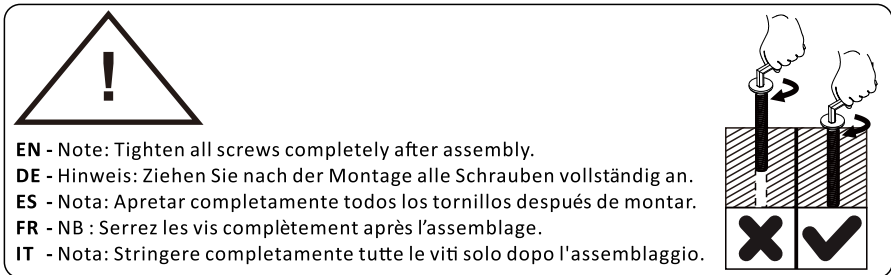 !
EN - Note: Tighten all screws completely after assembly.
DE - Hinweis: Ziehen Sie nach der Montage alle Schrauben vollständig an.
ES - Nota: Apretar completamente todos los tornillos después de montar.
FR - NB : Serrez les vis complètement après l’assemblage.
IT - Nota: Stringere completamente tutte le viti solo dopo l'assemblaggio.